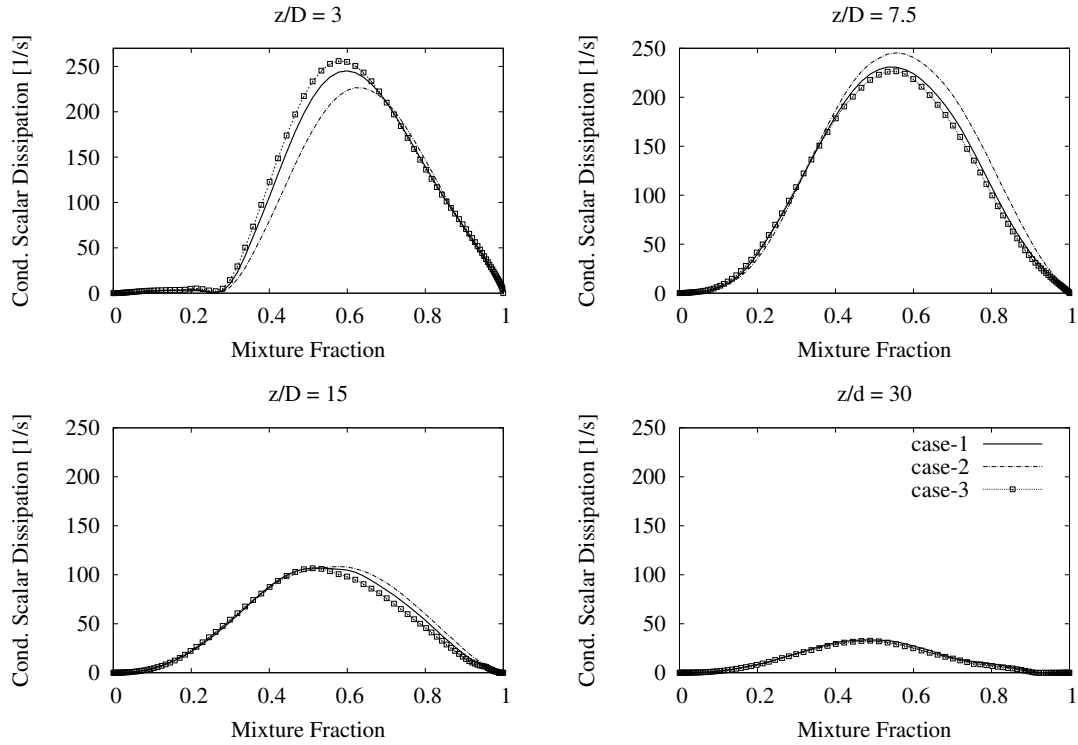 z/D = 3
Cond. Scalar Dissipation [1/s]
250
200
150
100
50
0
0 0.2 0.4 0.6 0.8 1
Mixture Fraction
z/D = 7.5
Cond. Scalar Dissipation [1/s]
250
200
150
100
50
0
0 0.2 0.4 0.6 0.8 1
Mixture Fraction
z/D = 15
Cond. Scalar Dissipation [1/s]
250
200
150
100
50
0
0 0.2 0.4 0.6 0.8 1
Mixture Fraction
z/d = 30
Cond. Scalar Dissipation [1/s]
250
200
150
100
50
0
case-1
case-2
case-3
0 0.2 0.4 0.6 0.8 1
Mixture Fraction